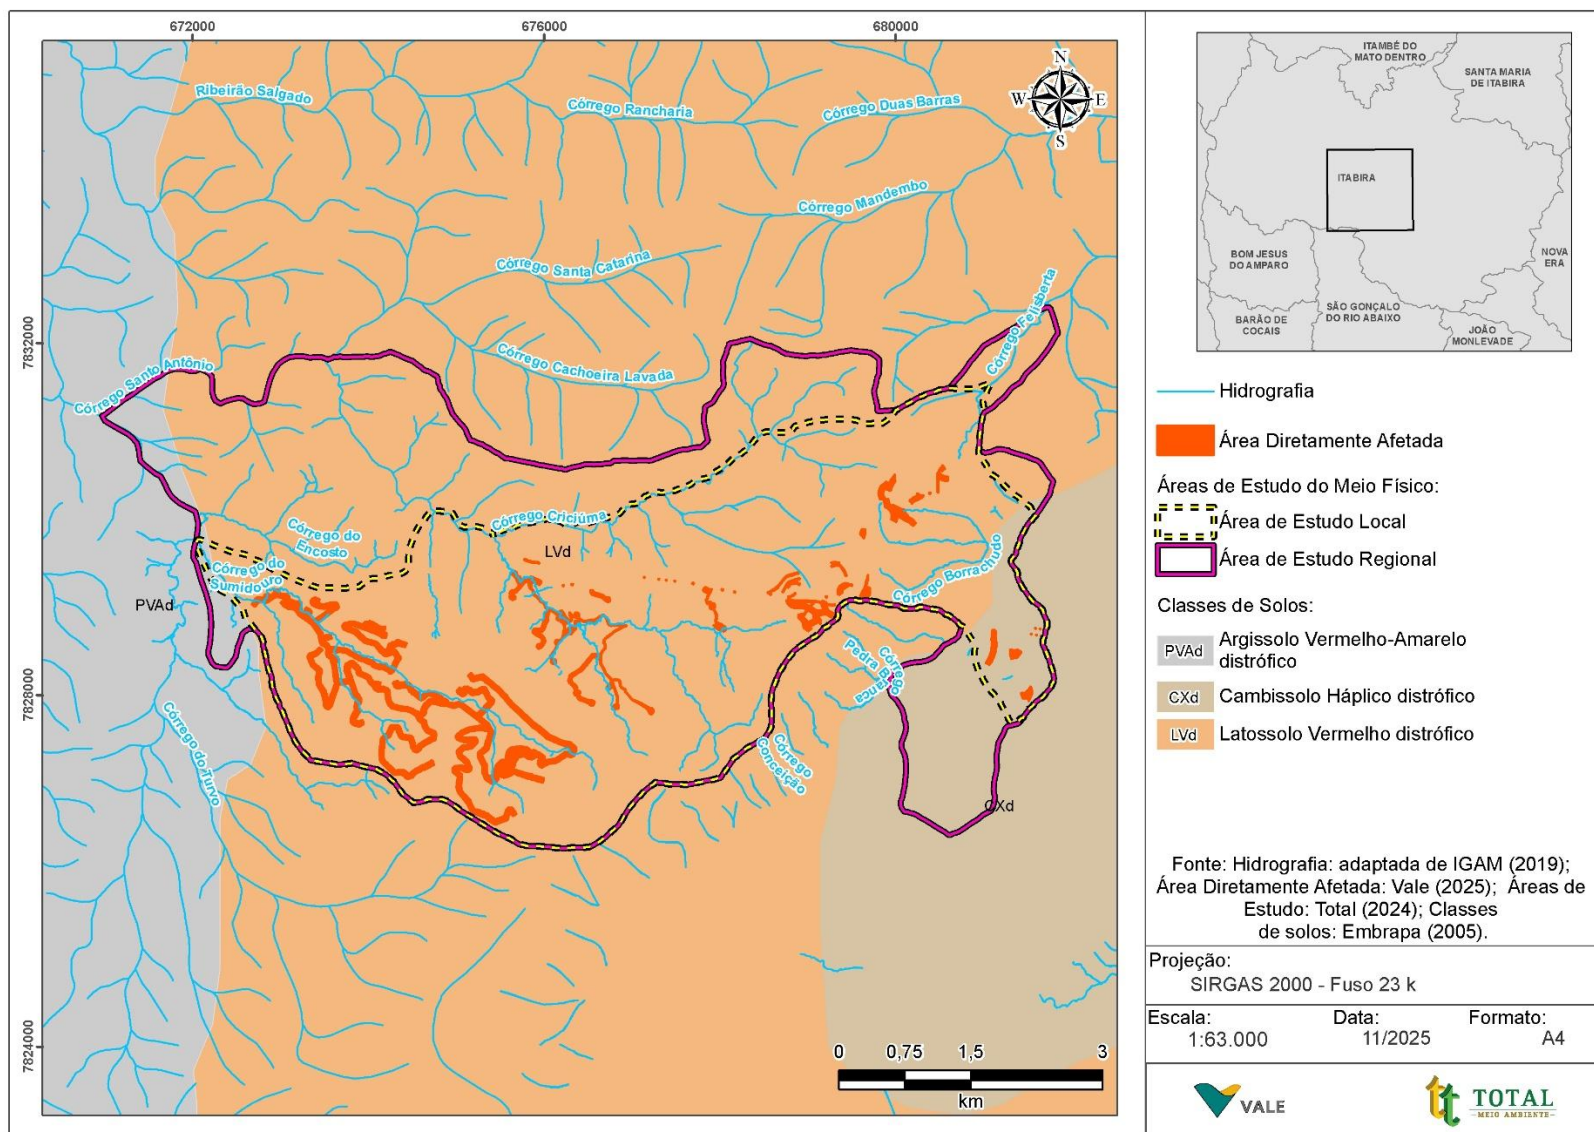 672000
676000
680000
7832000
7828000
7824000
Ribeirão Salgado
Córrego Rancharia
Córrego Duas Barras
N
W
E
S
Córrego Mandembo
Córrego Santa Catarina
Córrego Felisberta
Córrego Cachoeira Lavada
Córrego Santo Antônio
Córrego Criciúma
Córrego do
Encosto
LVd
Córrego do
Sumidouro
Córrego Borrachudo
PVAd
Córrego
Pedra Branca
Córrego do Turvo
Córrego
Conceição
CXd
0
0,75
1,5
3
km
ITAMBÉ DO
MATO DENTRO
SANTA MARIA
DE ITABIRA
ITABIRA
BOM JESUS
DO AMPARO
NOVA
ERA
BARÃO DE
COCAIS
SÃO GONÇALO
DO RIO ABAIXO
JOÃO
MONLEVADE
Hidrografia
Área Diretamente Afetada
Áreas de Estudo do Meio Físico:
Área de Estudo Local
Área de Estudo Regional
Classes de Solos:
PVAd
Argissolo Vermelho-Amarelo
distrófico
CXd
Cambissolo Háplico distrófico
LVd
Latossolo Vermelho distrófico
Fonte: Hidrografia: adaptada de IGAM (2019);
Área Diretamente Afetada: Vale (2025); Áreas de
Estudo: Total (2024); Classes
de solos: Embrapa (2005).
Projeção:
SIRGAS 2000 - Fuso 23 k
Escala:
1:63.000
Data:
11/2025
Formato:
A4
VALE
tt
TOTAL
MEIO AMBIENTE